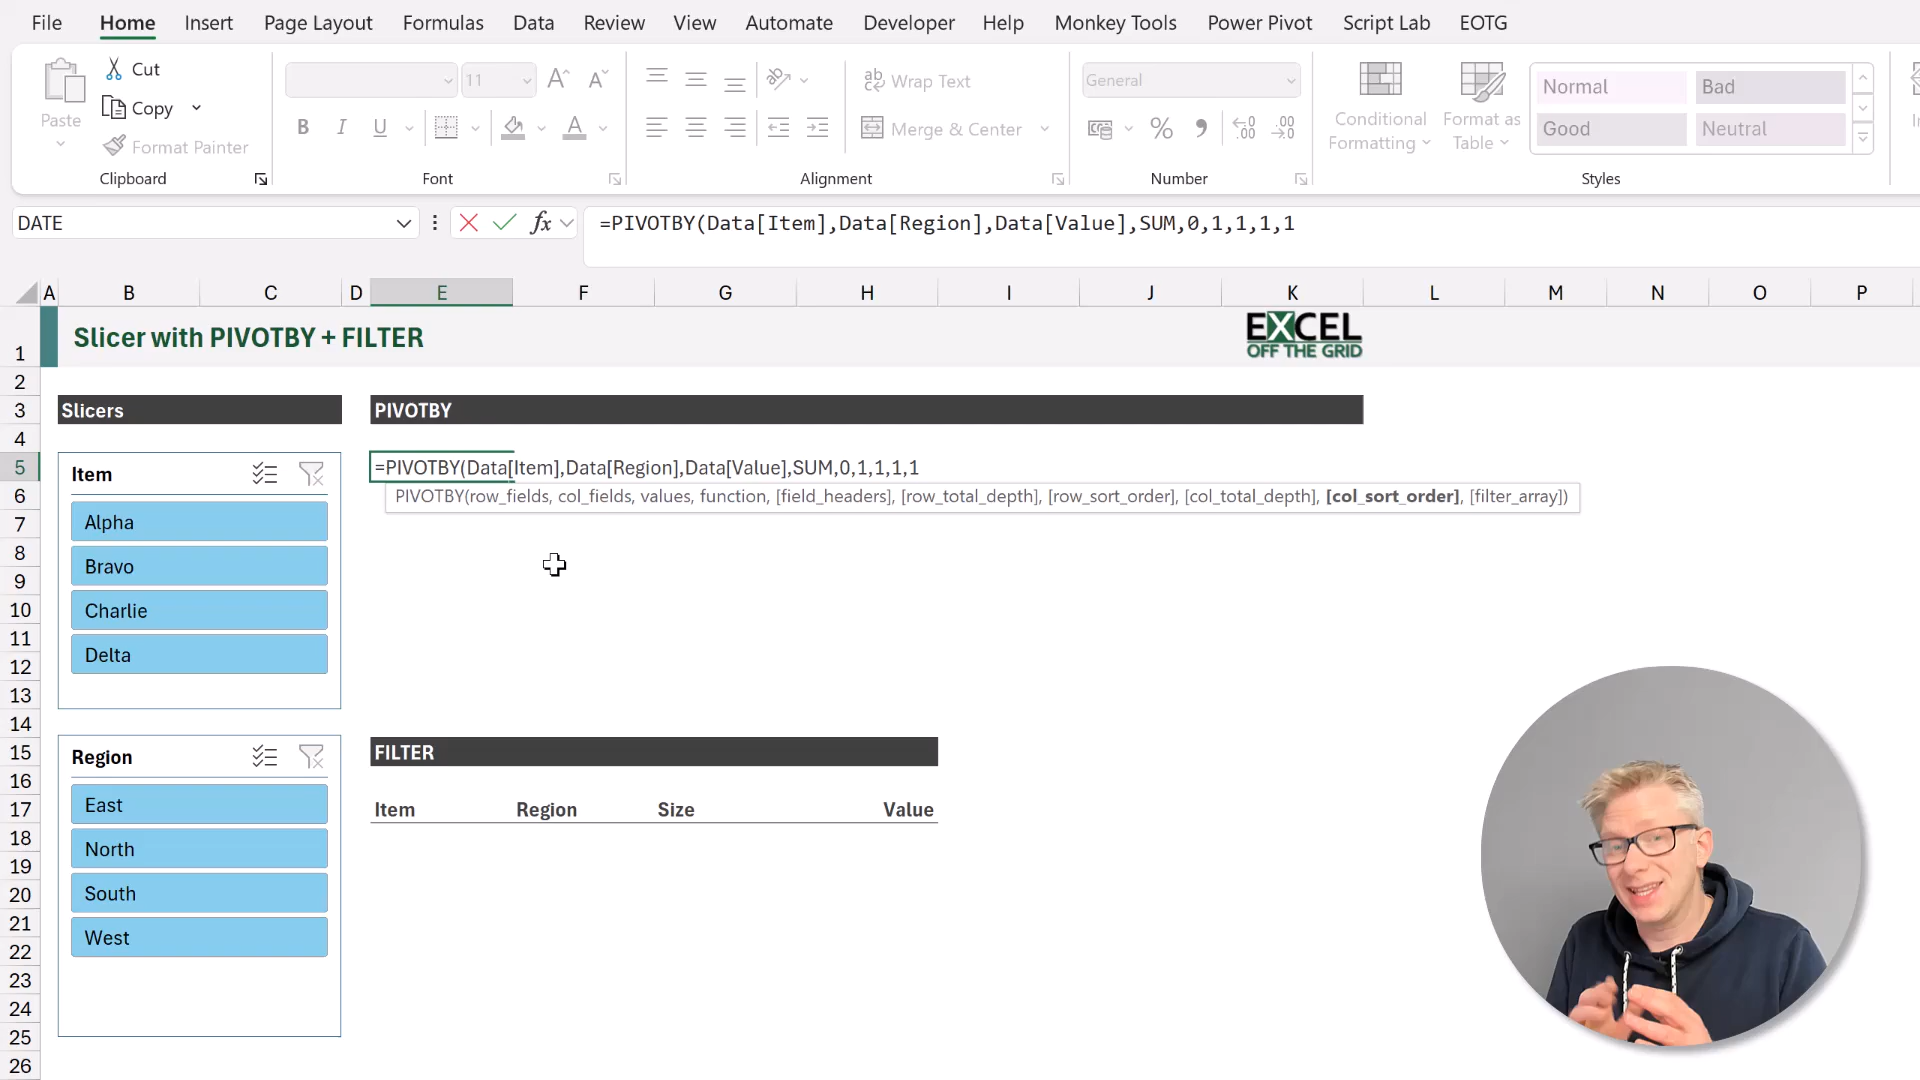 File Home Insert Page Layout Formulas Data Review View Automate Developer Help Monkey Tools Power Pivot Script Lab EOTG
Paste
Cut
Copy
Format Painter
Clipboard
11
B I U A
Font
Wrap Text
Merge & Center
Alignment
General
Number
Conditional Formatting
Format as Table
Normal Bad
Good Neutral
Styles
DATE
fx
=PIVOTBY(Data[Item],Data[Region],Data[Value],SUM,0,1,1,1,1
A B C D E F G H I J K L M N O P
1 Slicer with PIVOTBY + FILTER EXCEL
OFF THE GRID
2
3 Slicers PIVOTBY
4
5 Item =PIVOTBY(Data[Item],Data[Region],Data[Value],SUM,0,1,1,1,1
6 PIVOTBY(row_fields, col_fields, values, function, [field_headers], [row_total_depth], [row_sort_order], [col_total_depth], [col_sort_order], [filter_array])
7 Alpha
8
9 Bravo
10 Charlie
11
12 Delta
13
14
15 Region FILTER
16
17 East Item Region Size Value
18 North
19
20 South
21
22 West
23
24
25
26